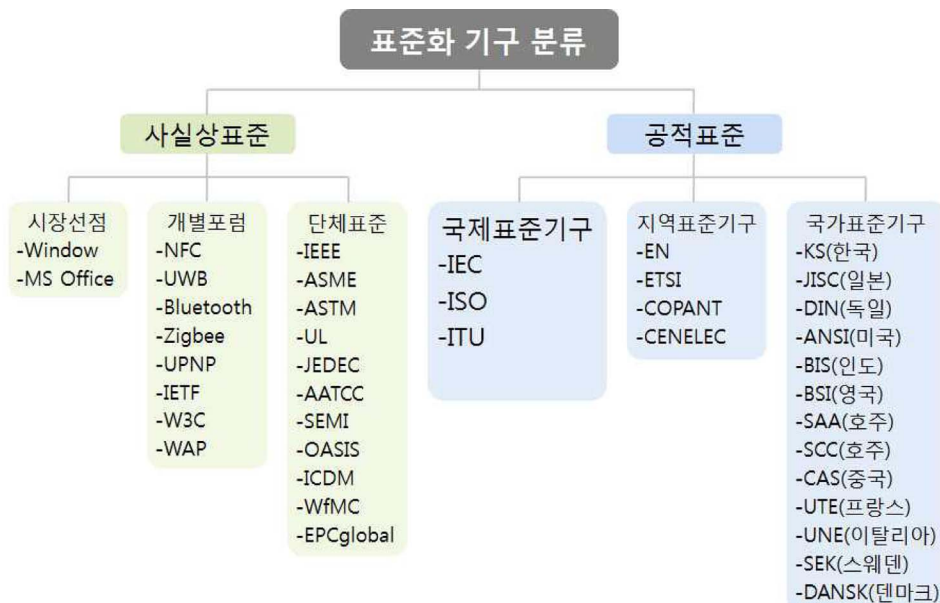 표준화 기구 분류
사실상표준
공적표준
시장선점
-Window
-MS Office
개별포럼
-NFC
-UWB
-Bluetooth
-Zigbee
-UPNP
-IETF
-W3C
-WAP
단체표준
-IEEE
-ASME
-ASTM
-UL
-JEDEC
-AATCC
-SEMI
-OASIS
-ICDM
-WfMC
-EPCglobal
국제표준기구
-IEC
-ISO
-ITU
지역표준기구
-EN
-ETSI
-COPANT
-CENELEC
국가표준기구
-KS(한국)
-JISC(일본)
-DIN(독일)
-ANSI(미국)
-BIS(인도)
-BSI(영국)
-SAA(호주)
-SCC(호주)
-CAS(중국)
-UTE(프랑스)
-UNE(이탈리아)
-SEK(스웨덴)
-DANSK(덴마크)